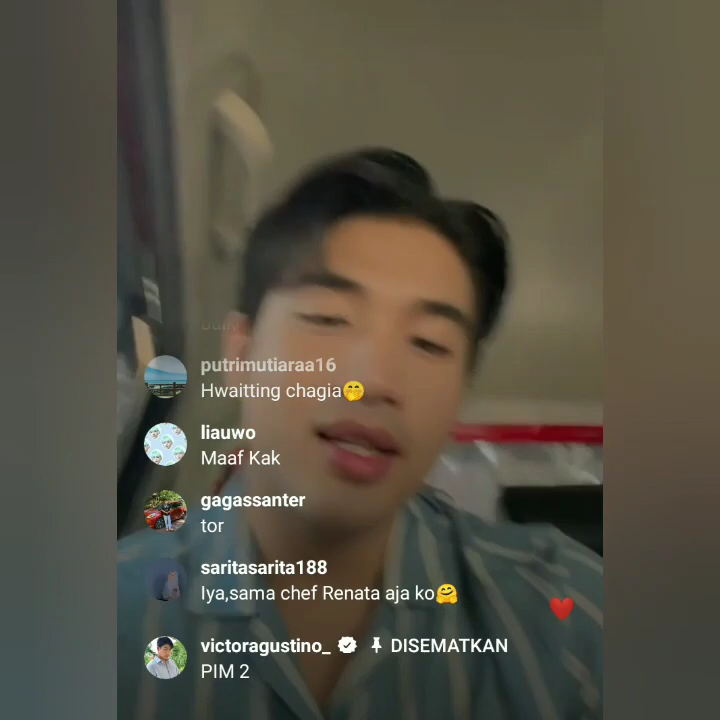 putrimutiaraa16
Hwaitting chagia🤭
liauwo
Maaf Kak
gagassanter
tor
saritasarita188
Iya,sama chef Renata aja ko🤗
victoragustino_ DISEMATKAN
PIM 2